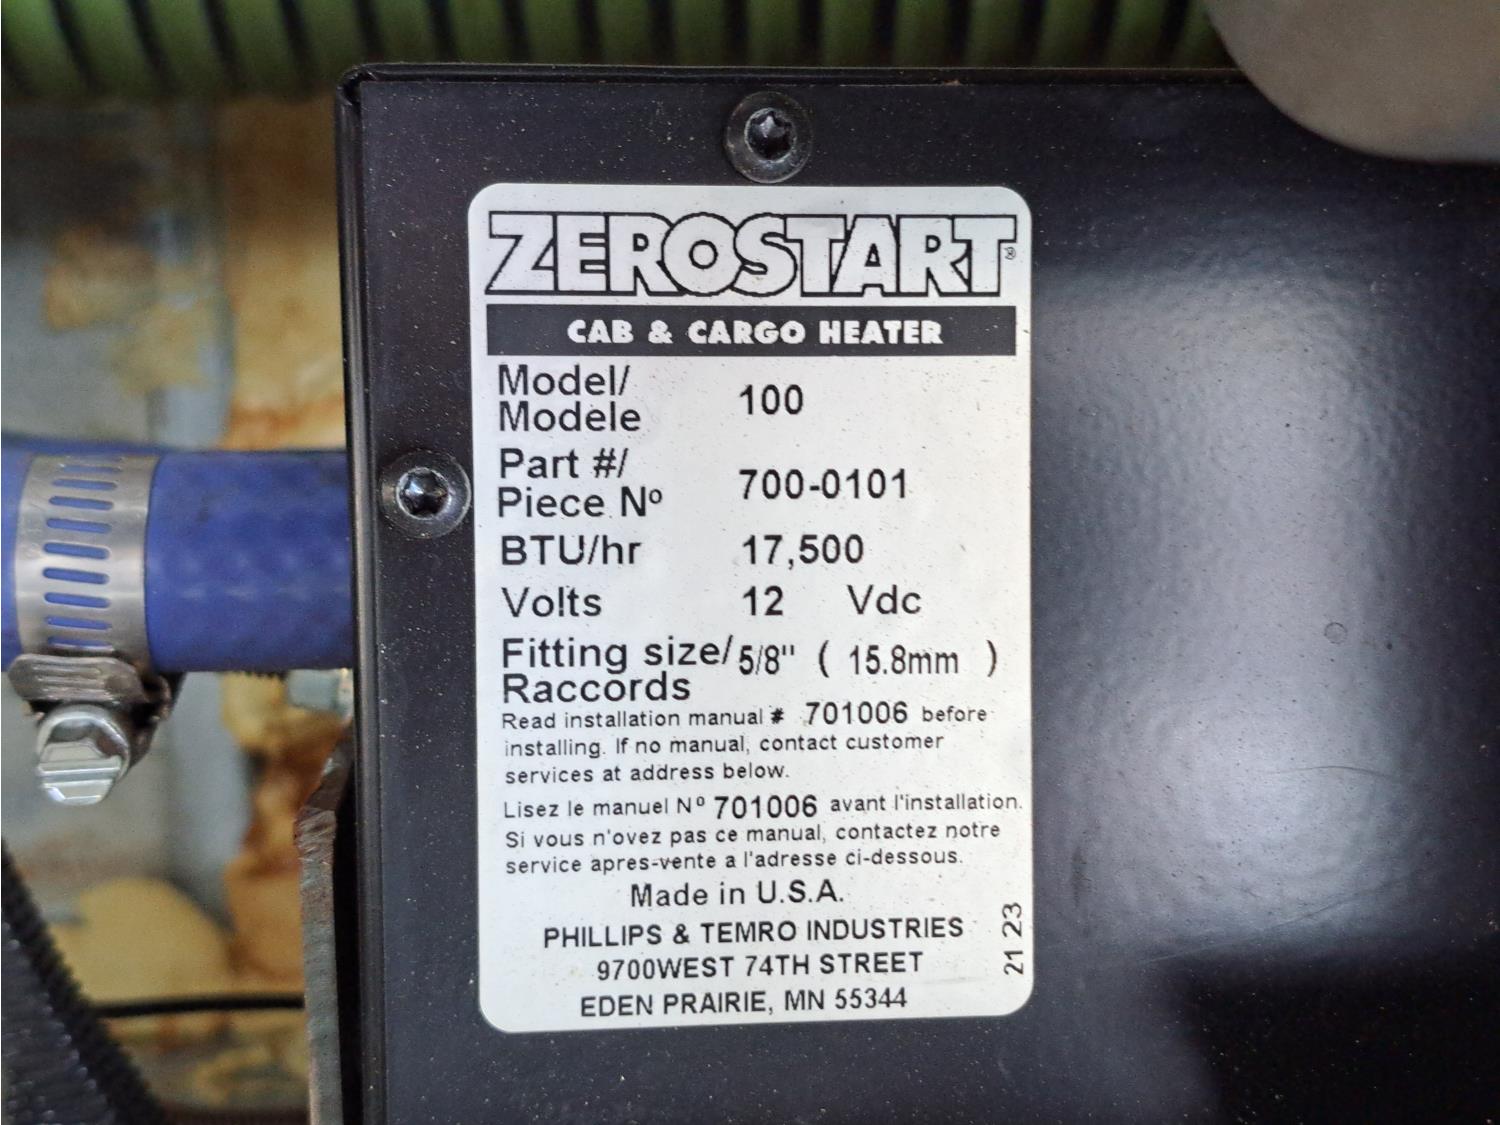 ZEROSTART®
CAB & CARGO HEATER
Model/
Modele 100
Part #/
Piece Nº 700-0101
BTU/hr 17,500
Volts 12 Vdc
Fitting size/ 5/8" ( 15.8mm )
Raccords
Read installation manual # 701006 before
installing. If no manual, contact customer
services at address below.
Lisez le manuel Nº 701006 avant l'installation.
Si vous n'ovez pas ce manual, contactez notre
service apres-vente a l'adresse ci-dessous.
Made in U.S.A.
PHILLIPS & TEMRO INDUSTRIES
9700WEST 74TH STREET
EDEN PRAIRIE, MN 55344
21 23